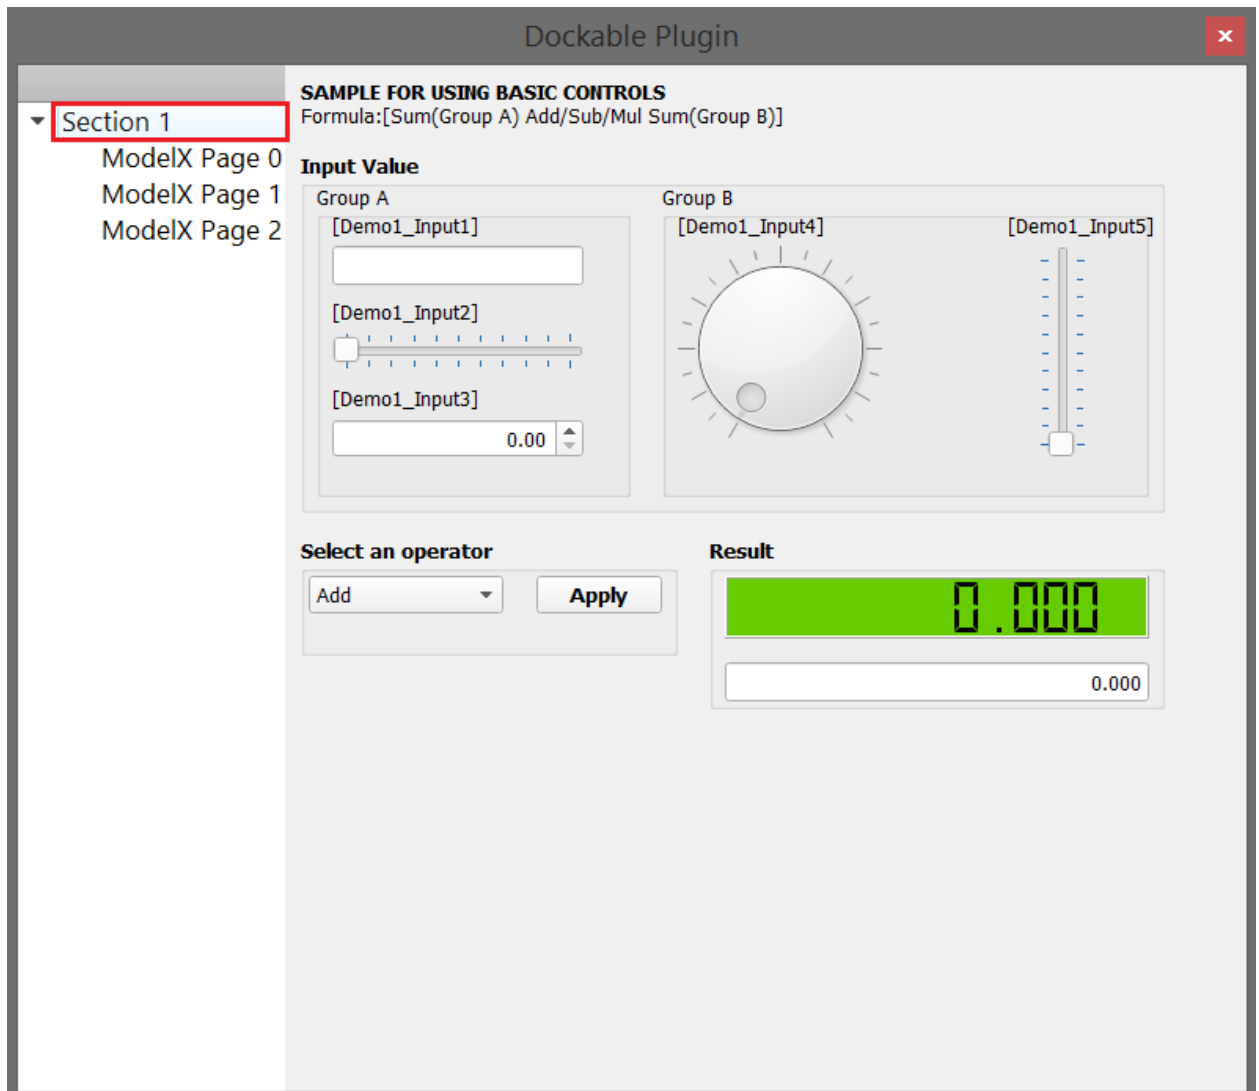 Dockable Plugin
Section 1
ModelX Page 0
ModelX Page 1
ModelX Page 2
SAMPLE FOR USING BASIC CONTROLS
Formula:[Sum(Group A) Add/Sub/Mul Sum(Group B)]
Input Value
Group A
[Demo1_Input1]
[Demo1_Input2]
[Demo1_Input3]
0.00
Group B
[Demo1_Input4]
[Demo1_Input5]
Select an operator
Add
Apply
Result
0.000
0.000